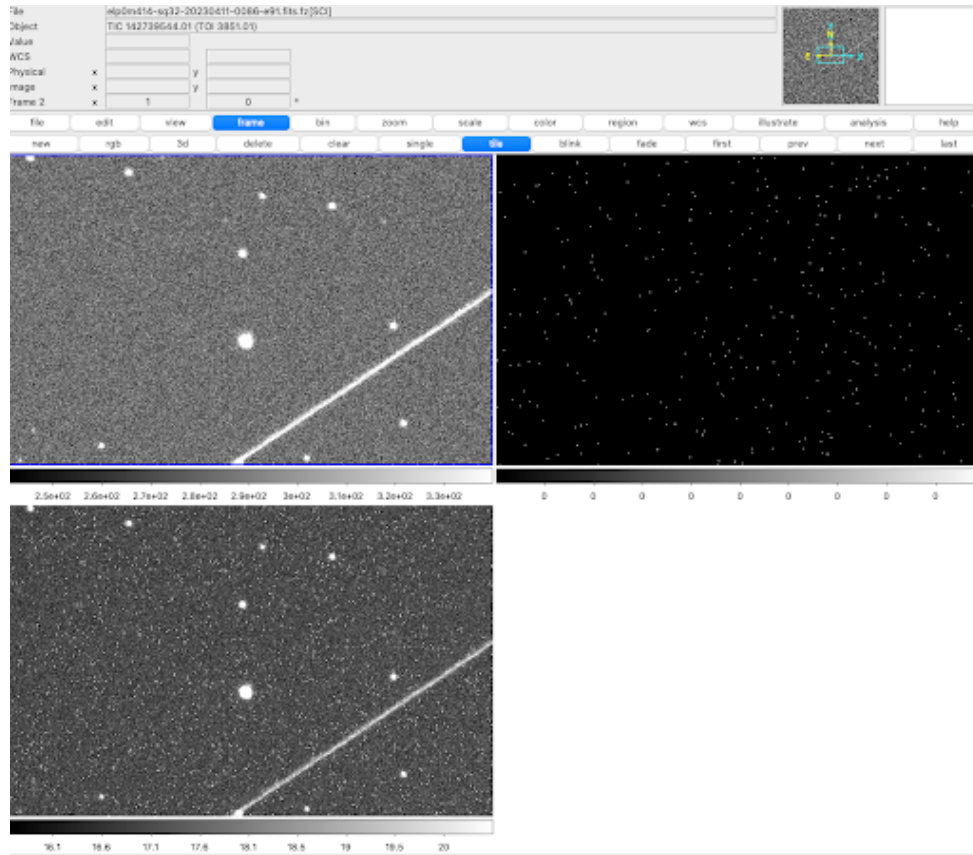 File elp0m414-sq32-20230411-0086-e91.fits.fz[SCI]
Object TIC 142739544.01 (TOI 3851.01)
Value
WCS
Physical x y
Image x y
Frame 2 x 1 0 °
N
E X
file edit view frame bin zoom scale color region wcs illustrate analysis help
new rgb 3d delete clear single tile blink fade first prev next last
2.5e+02 2.6e+02 2.7e+02 2.8e+02 2.9e+02 3e+02 3.1e+02 3.2e+02 3.3e+02 0 0 0 0 0 0 0 0 0
16.1 16.6 17.1 17.6 18.1 18.5 19 19.5 20